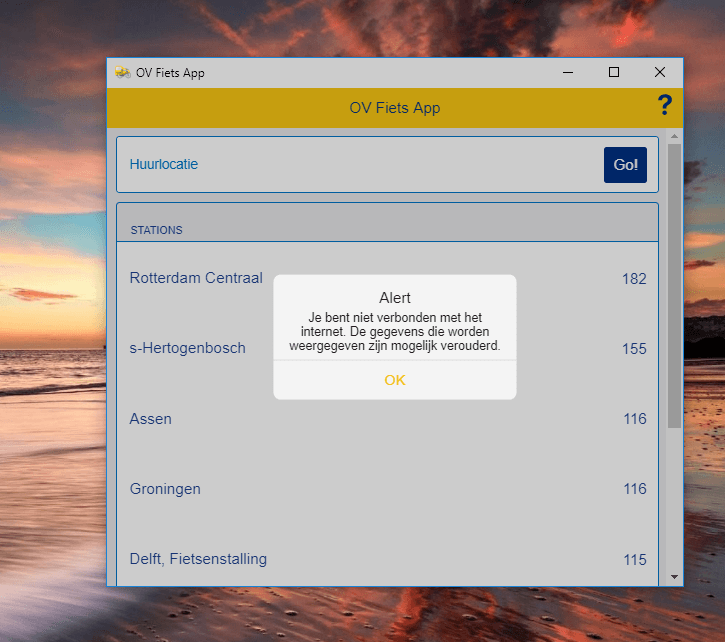 OV Fiets App
OV Fiets App ?
Huurlocatie Go!
STATIONS
Rotterdam Centraal 182
s-Hertogenbosch 155
Assen 116
Groningen 116
Delft, Fietsenstalling 115
Alert
Je bent niet verbonden met het
internet. De gegevens die worden
weergegeven zijn mogelijk verouderd.
OK